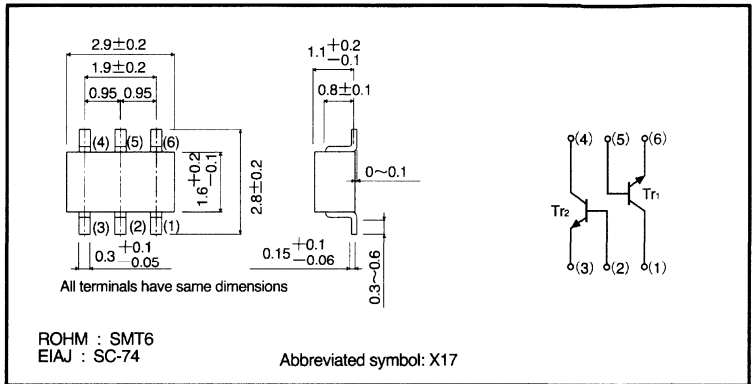 2.9±0.2
1.9±0.2
0.95 0.95
(4) (5) (6)
1.6 +0.2 −0.1
2.8±0.2
(3) (2) (1)
0.3 +0.1 −0.05
All terminals have same dimensions
1.1 +0.2 −0.1
0.8±0.1
0~0.1
0.15 +0.1 −0.06
0.3~0.6
(4) (5) (6)
Tr1
Tr2
(3) (2) (1)
ROHM : SMT6
EIAJ : SC-74
Abbreviated symbol: X17